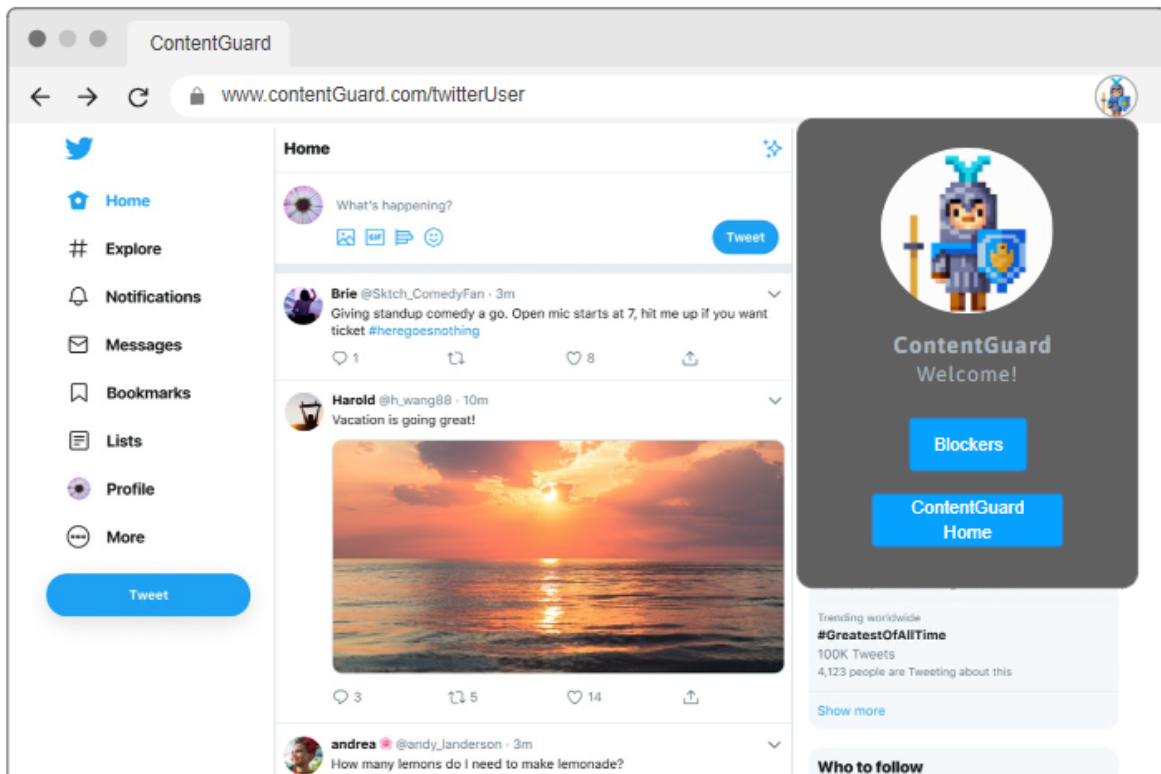 ContentGuard
www.contentGuard.com/twitterUser
Home
Explore
Notifications
Messages
Bookmarks
Lists
Profile
More
Tweet
Home
What's happening?
GIF
Tweet
Brie @Sktch_ComedyFan · 3m
Giving standup comedy a go. Open mic starts at 7, hit me up if you want
ticket #heregoesnothing
1
8
Harold @h_wang88 · 10m
Vacation is going great!
3
5
14
andrea @andy_landerson · 3m
How many lemons do I need to make lemonade?
ContentGuard
Welcome!
Blockers
ContentGuard
Home
Trending worldwide
#GreatestOfAllTime
100K Tweets
4,123 people are Tweeting about this
Show more
Who to follow